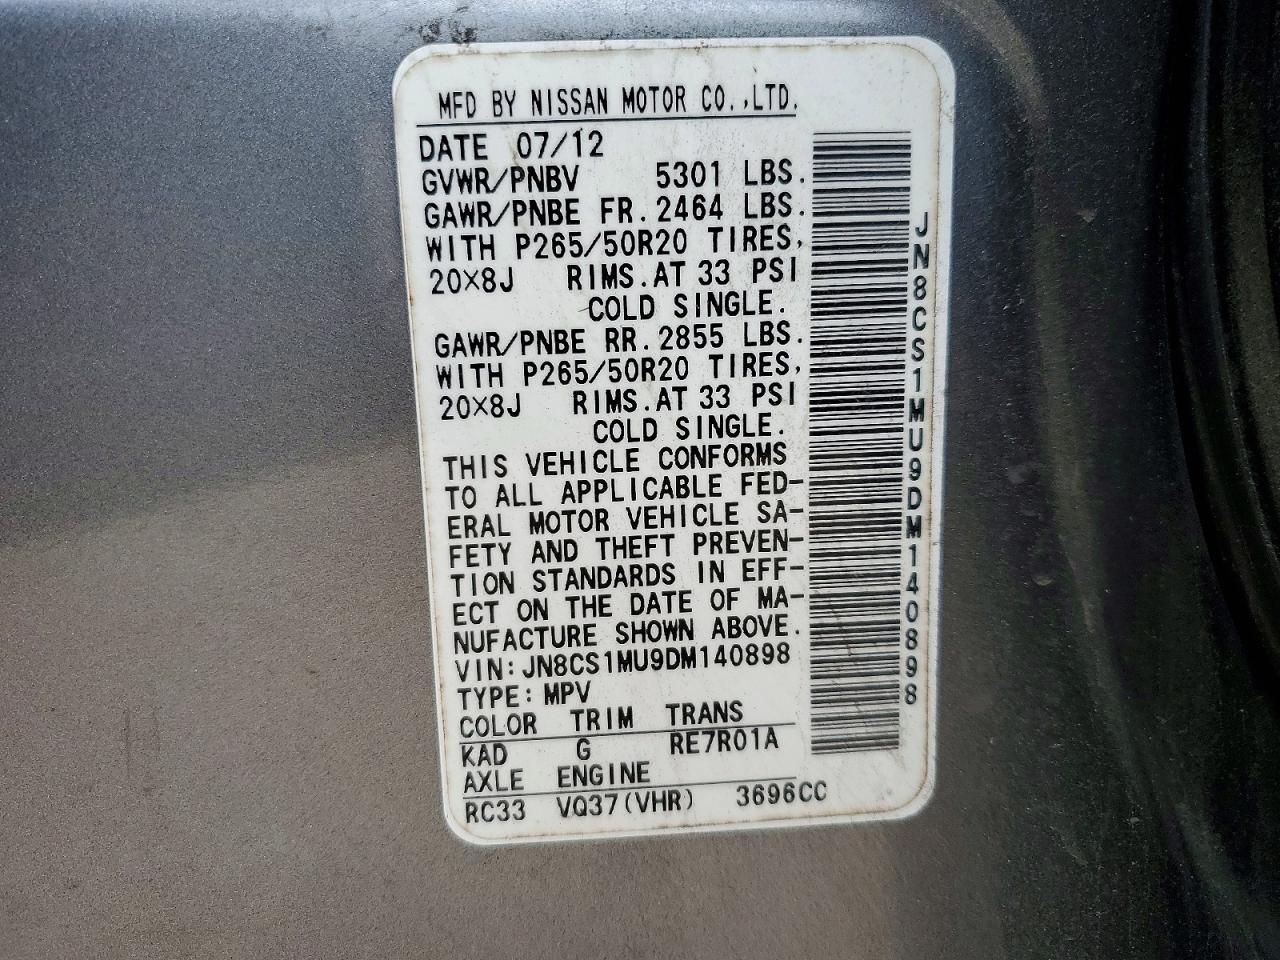 MFD BY NISSAN MOTOR CO.,LTD.
DATE 07/12
GVWR/PNBV 5301 LBS.
GAWR/PNBE FR. 2464 LBS.
WITH P265/50R20 TIRES,
20X8J RIMS.AT 33 PSI
COLD SINGLE.
GAWR/PNBE RR. 2855 LBS.
WITH P265/50R20 TIRES,
20X8J RIMS.AT 33 PSI
COLD SINGLE.
THIS VEHICLE CONFORMS
TO ALL APPLICABLE FED-
ERAL MOTOR VEHICLE SA-
FETY AND THEFT PREVEN-
TION STANDARDS IN EFF-
ECT ON THE DATE OF MA-
NUFACTURE SHOWN ABOVE.
VIN: JN8CS1MU9DM140898
TYPE: MPV
COLOR TRIM TRANS
KAD G RE7R01A
AXLE ENGINE
RC33 VQ37(VHR) 3696CC
JN8CS1MU9DM140898